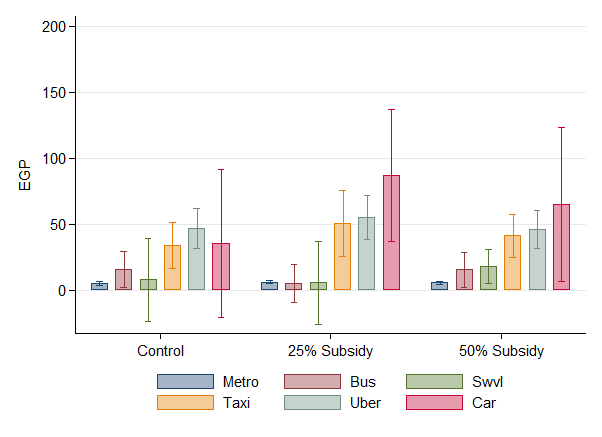 200
150
100
50
0
EGP
Control 25% Subsidy 50% Subsidy
Metro Bus Swvl
Taxi Uber Car